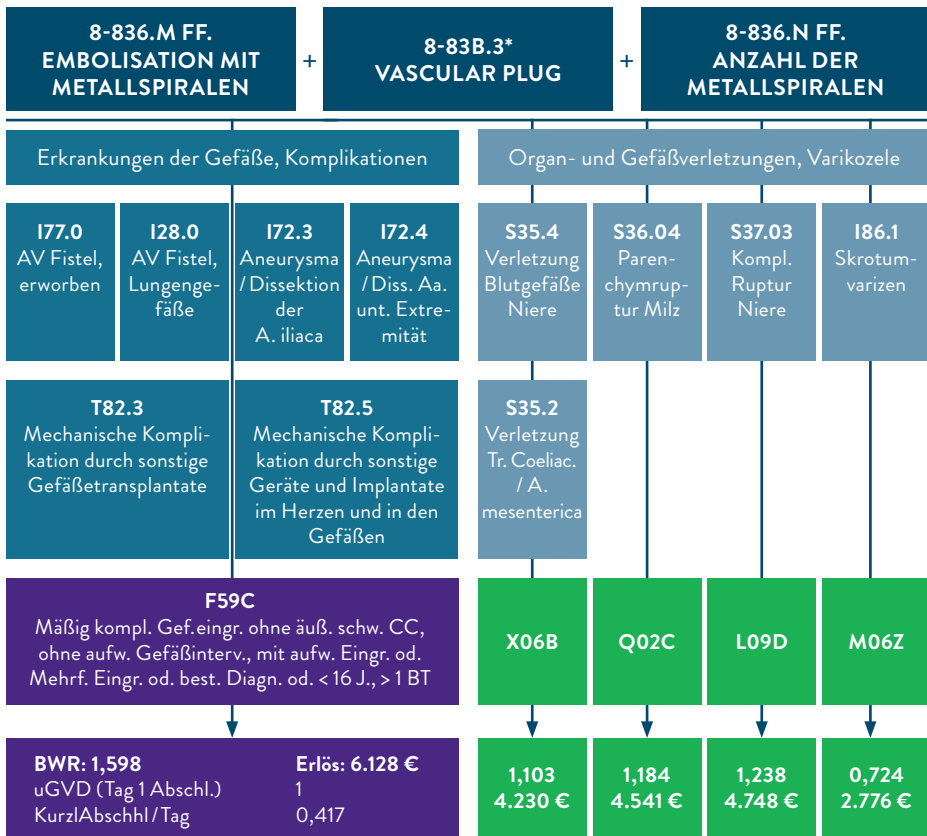 8-836.M FF.
EMBOLISATION MIT
METALLSPIRALEN
+
8-83B.3*
VASCULAR PLUG
+
8-836.N FF.
ANZAHL DER
METALLSPIRALEN
Erkrankungen der Gefäße, Komplikationen
Organ- und Gefäßverletzungen, Varikozele
I77.0
AV Fistel,
erworben
I28.0
AV Fistel,
Lungenge-
fäße
I72.3
Aneurysma
/ Dissektion
der
A. iliaca
I72.4
Aneurysma
/ Diss. Aa.
unt. Extre-
mität
S35.4
Verletzung
Blutgefäße
Niere
S36.04
Paren-
chymrup-
tur Milz
S37.03
Kompl.
Ruptur
Niere
I86.1
Skrotum-
varizen
T82.3
Mechanische Kompli-
kation durch sonstige
Gefäßetransplantate
T82.5
Mechanische Kompli-
kation durch sonstige
Geräte und Implantate
im Herzen und in den
Gefäßen
S35.2
Verletzung
Tr. Coeliac.
/ A.
mesenterica
F59C
Mäßig kompl. Gef.eingr. ohne äuß. schw. CC,
ohne aufw. Gefäßinterv., mit aufw. Eingr. od.
Mehrf. Eingr. od. best. Diagn. od. < 16 J., > 1 BT
X06B
Q02C
L09D
M06Z
BWR: 1,598 Erlös: 6.128 €
uGVD (Tag 1 Abschl.) 1
KurzlAbschhl / Tag 0,417
1,103
4.230 €
1,184
4.541 €
1,238
4.748 €
0,724
2.776 €